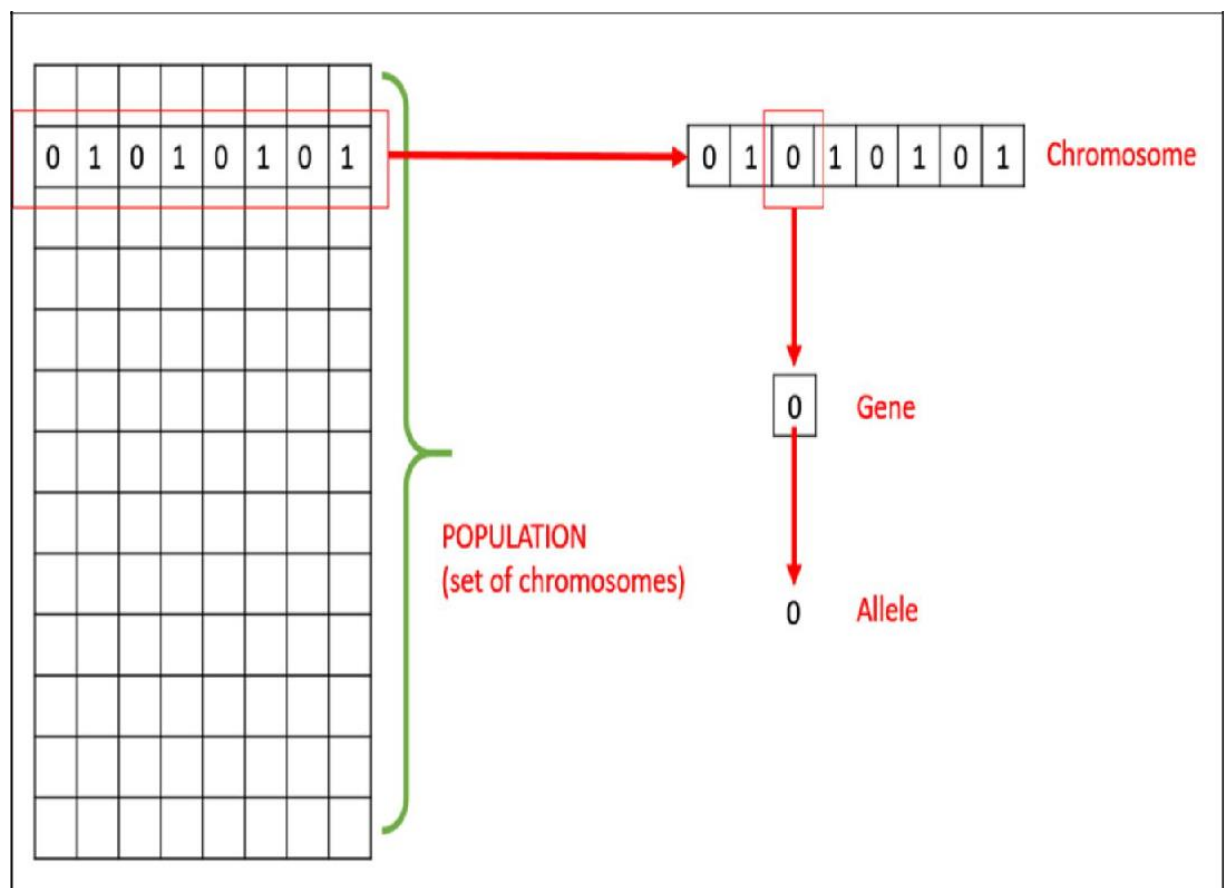 0 1 0 1 0 1 0 1
0 1 0 1 0 1 0 1 Chromosome
0 Gene
POPULATION
(set of chromosomes)
0 Allele